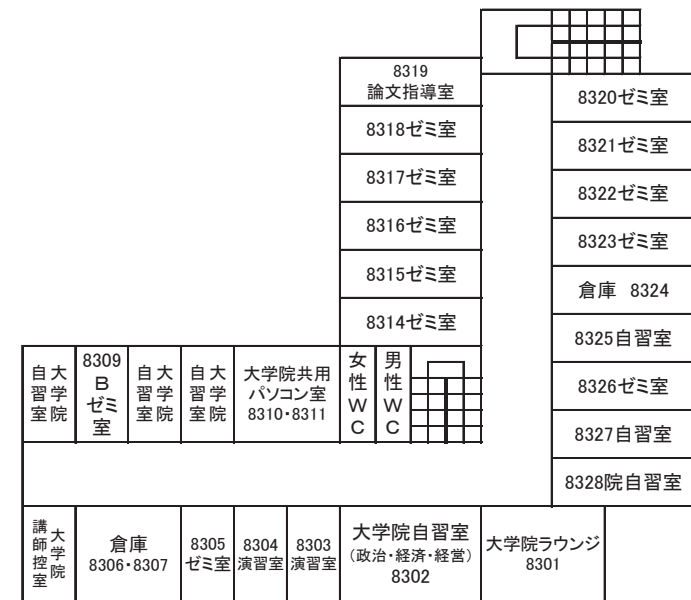 8319
論文指導室
8318ゼミ室
8317ゼミ室
8316ゼミ室
8315ゼミ室
8314ゼミ室
8320ゼミ室
8321ゼミ室
8322ゼミ室
8323ゼミ室
倉庫 8324
8325自習室
8326ゼミ室
8327自習室
8328院自習室
大学院
自習室
8309
B
ゼミ
室
大学院
自習室
大学院
自習室
大学院共用
パソコン室
8310・8311
女性WC
男性WC
大学院
講師控室
倉庫
8306・8307
8305
ゼミ室
8304
演習室
8303
演習室
大学院自習室
(政治・経済・経営)
8302
大学院ラウンジ
8301